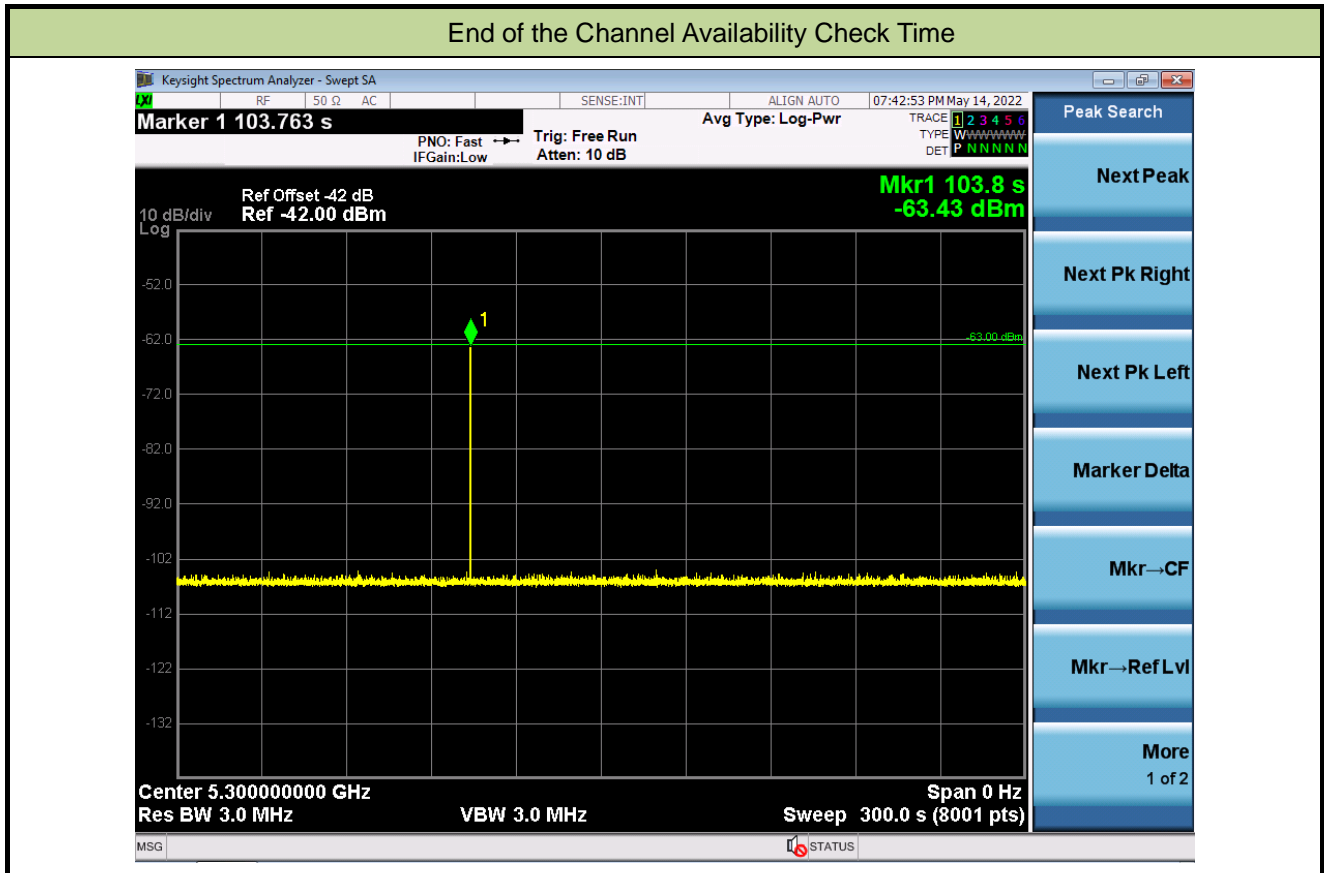 End of the Channel Availability Check Time
Keysight Spectrum Analyzer - Swept SA
LXI RF 50 Ω AC SENSE:INT ALIGN AUTO 07:42:53 PM May 14, 2022
Marker 1 103.763 s
PNO: Fast
IFGain:Low
Trig: Free Run
Atten: 10 dB
Avg Type: Log-Pwr
TRACE 1 2 3 4 5 6
TYPE WWWWWW
DET P N N N N N
Mkr1 103.8 s
-63.43 dBm
Ref Offset -42 dB
10 dB/div Ref -42.00 dBm
Log
-52.0
1
-62.0
-63.00 dBm
-72.0
-82.0
-92.0
-102
-112
-122
-132
Center 5.300000000 GHz Span 0 Hz
Res BW 3.0 MHz VBW 3.0 MHz Sweep 300.0 s (8001 pts)
MSG STATUS
Peak Search
Next Peak
Next Pk Right
Next Pk Left
Marker Delta
Mkr→CF
Mkr→Ref Lvl
More
1 of 2